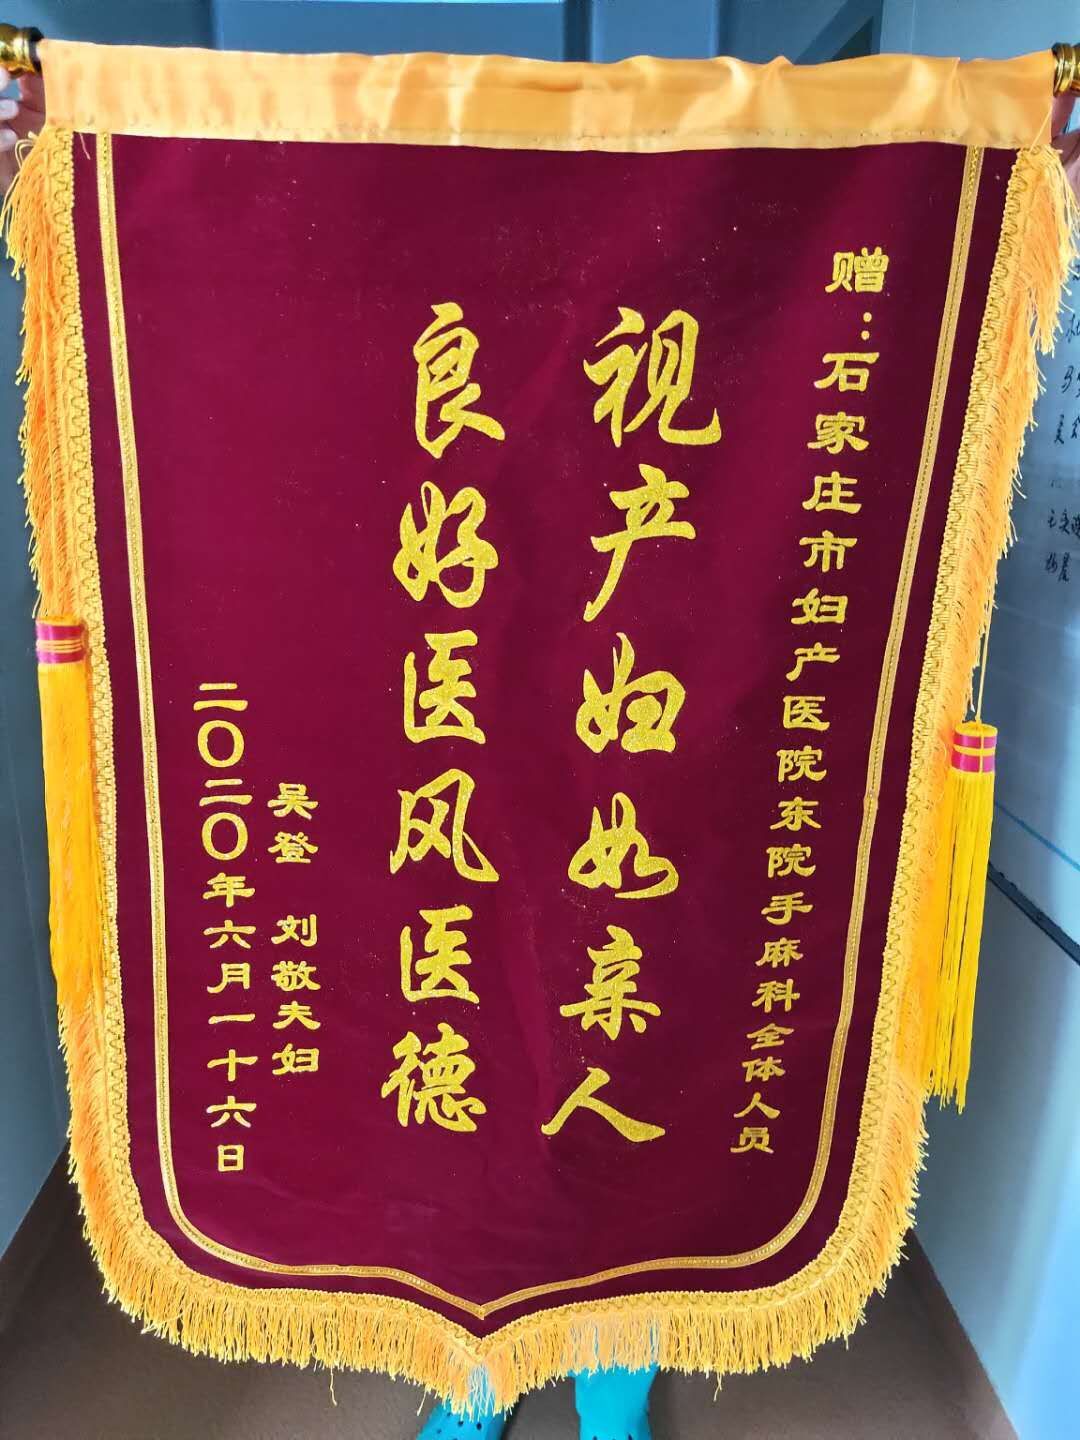 赠：石家庄市妇产医院东院手麻科全体人员
视产妇如亲人
良好医风医德
吴登 刘敬夫妇
二〇二〇年六月一十六日